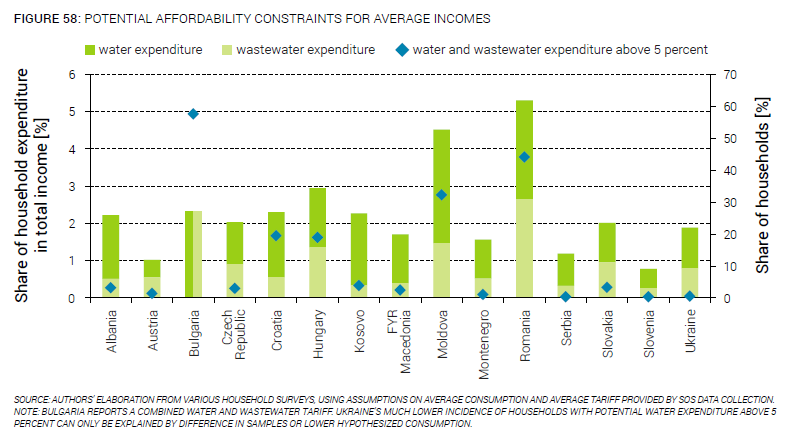 FIGURE 58: POTENTIAL AFFORDABILITY CONSTRAINTS FOR AVERAGE INCOMES
water expenditure wastewater expenditure water and wastewater expenditure above 5 percent
Share of household expenditure
in total income [%]
6
5
4
3
2
1
0
70
60
50
40
30
20
10
0
Share of households [%]
Albania
Austria
Bulgaria
Czech
Republic
Croatia
Hungary
Kosovo
FYR
Macedonia
Moldova
Montenegro
Romania
Serbia
Slovakia
Slovenia
Ukraine
SOURCE: AUTHORS' ELABORATION FROM VARIOUS HOUSEHOLD SURVEYS, USING ASSUMPTIONS ON AVERAGE CONSUMPTION AND AVERAGE TARIFF PROVIDED BY SOS DATA COLLECTION.
NOTE: BULGARIA REPORTS A COMBINED WATER AND WASTEWATER TARIFF. UKRAINE'S MUCH LOWER INCIDENCE OF HOUSEHOLDS WITH POTENTIAL WATER EXPENDITURE ABOVE 5
PERCENT CAN ONLY BE EXPLAINED BY DIFFERENCE IN SAMPLES OR LOWER HYPOTHESIZED CONSUMPTION.